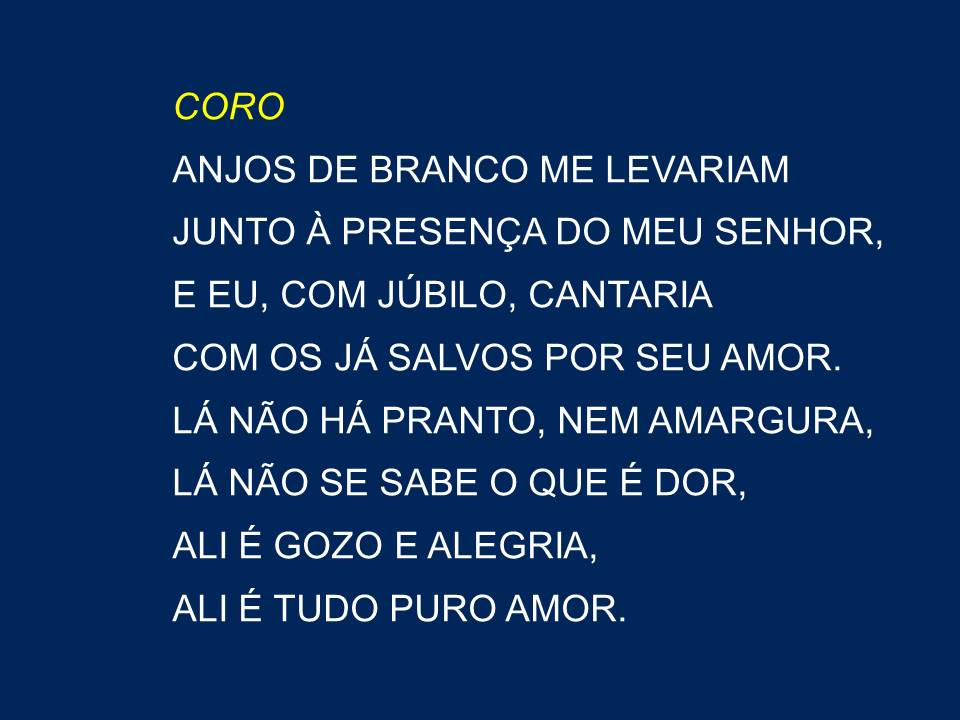 CORO
ANJOS DE BRANCO ME LEVARIAM
JUNTO À PRESENÇA DO MEU SENHOR,
E EU, COM JÚBILO, CANTARIA
COM OS JÁ SALVOS POR SEU AMOR.
LÁ NÃO HÁ PRANTO, NEM AMARGURA,
LÁ NÃO SE SABE O QUE É DOR,
ALI É GOZO E ALEGRIA,
ALI É TUDO PURO AMOR.